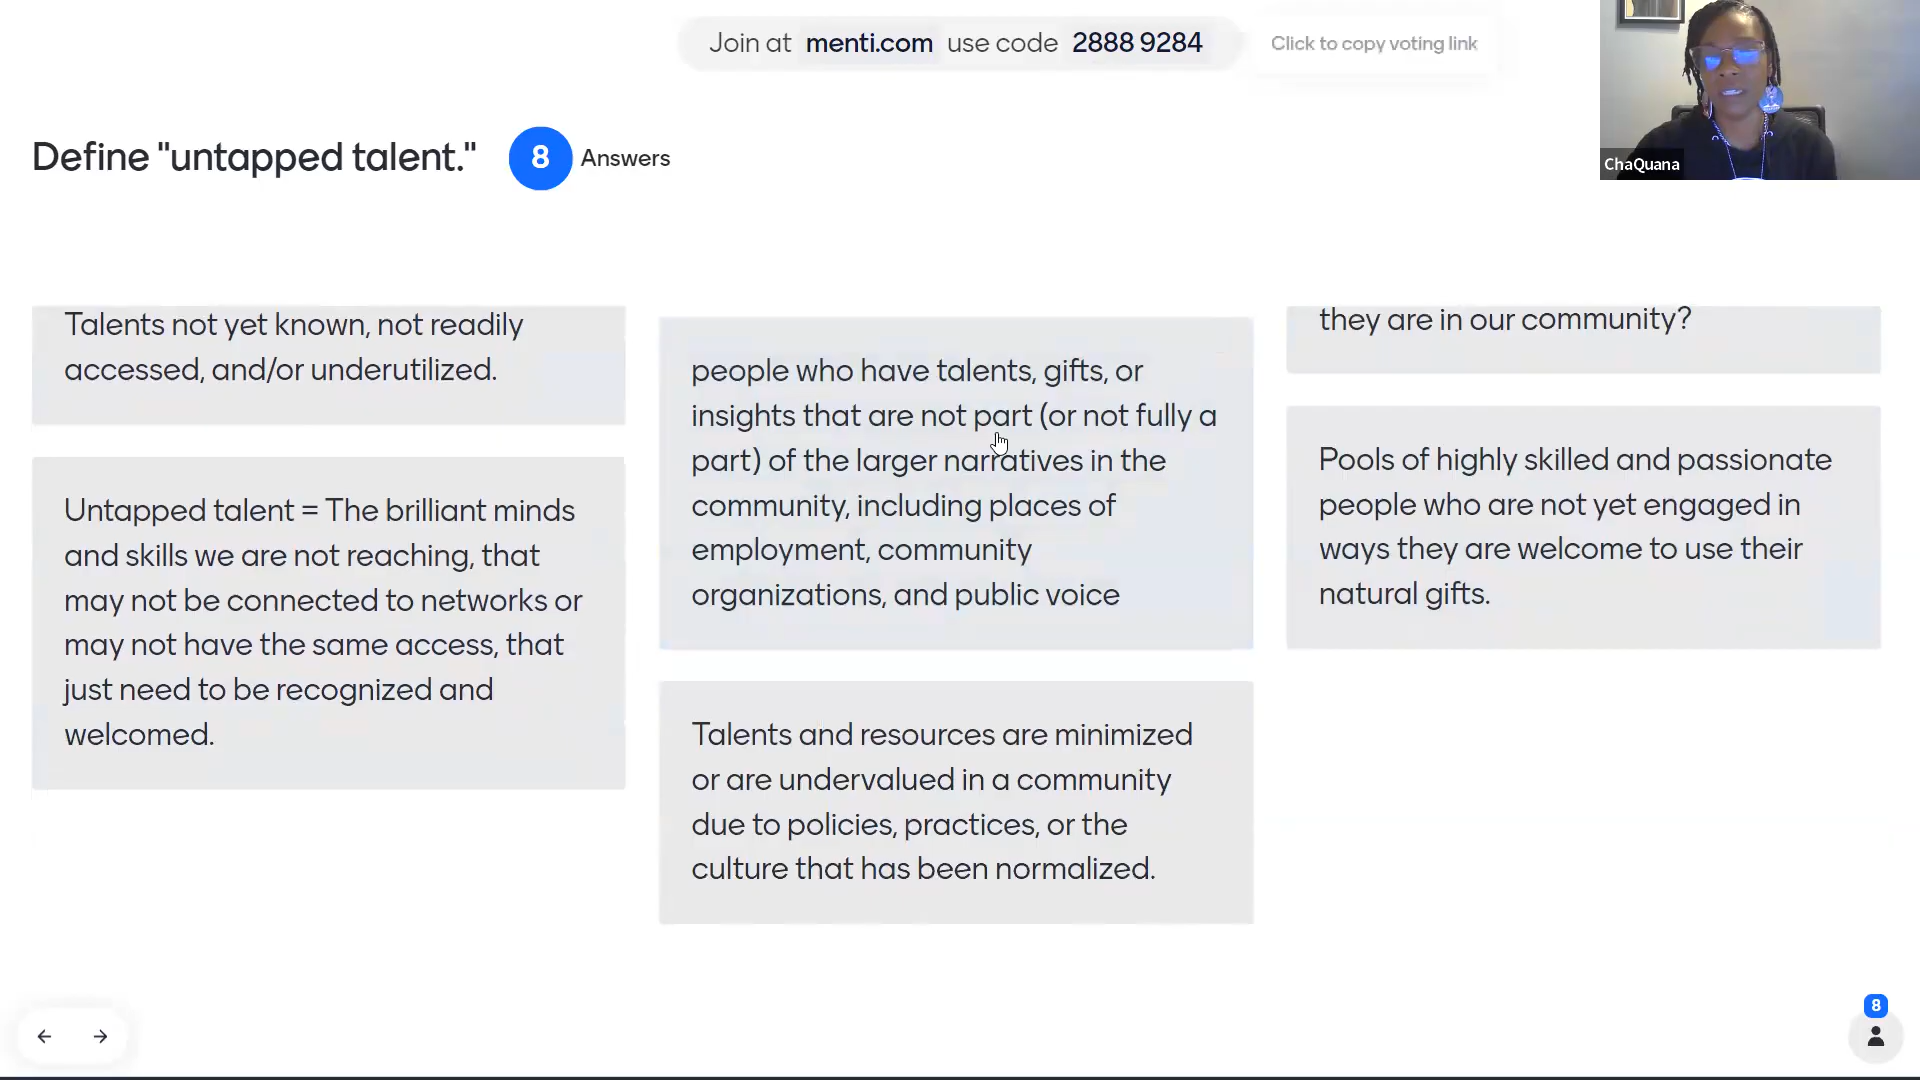 Join at menti.com use code 2888 9284
Click to copy voting link
ChaQuana
Define "untapped talent."
8 Answers
Talents not yet known, not readily
accessed, and/or underutilized.
Untapped talent = The brilliant minds
and skills we are not reaching, that
may not be connected to networks or
may not have the same access, that
just need to be recognized and
welcomed.
people who have talents, gifts, or
insights that are not part (or not fully a
part) of the larger narratives in the
community, including places of
employment, community
organizations, and public voice
Talents and resources are minimized
or are undervalued in a community
due to policies, practices, or the
culture that has been normalized.
they are in our community?
Pools of highly skilled and passionate
people who are not yet engaged in
ways they are welcome to use their
natural gifts.
8